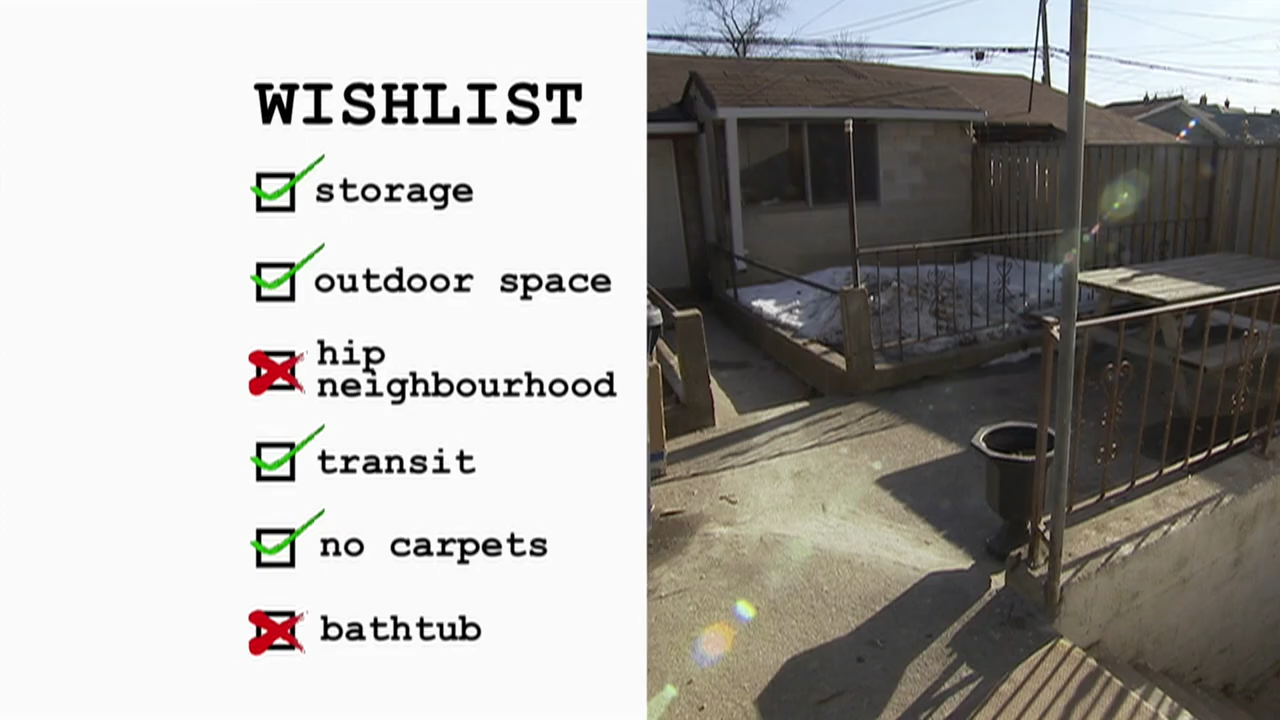 WISHLIST
storage
outdoor space
hip
neighbourhood
transit
no carpets
bathtub